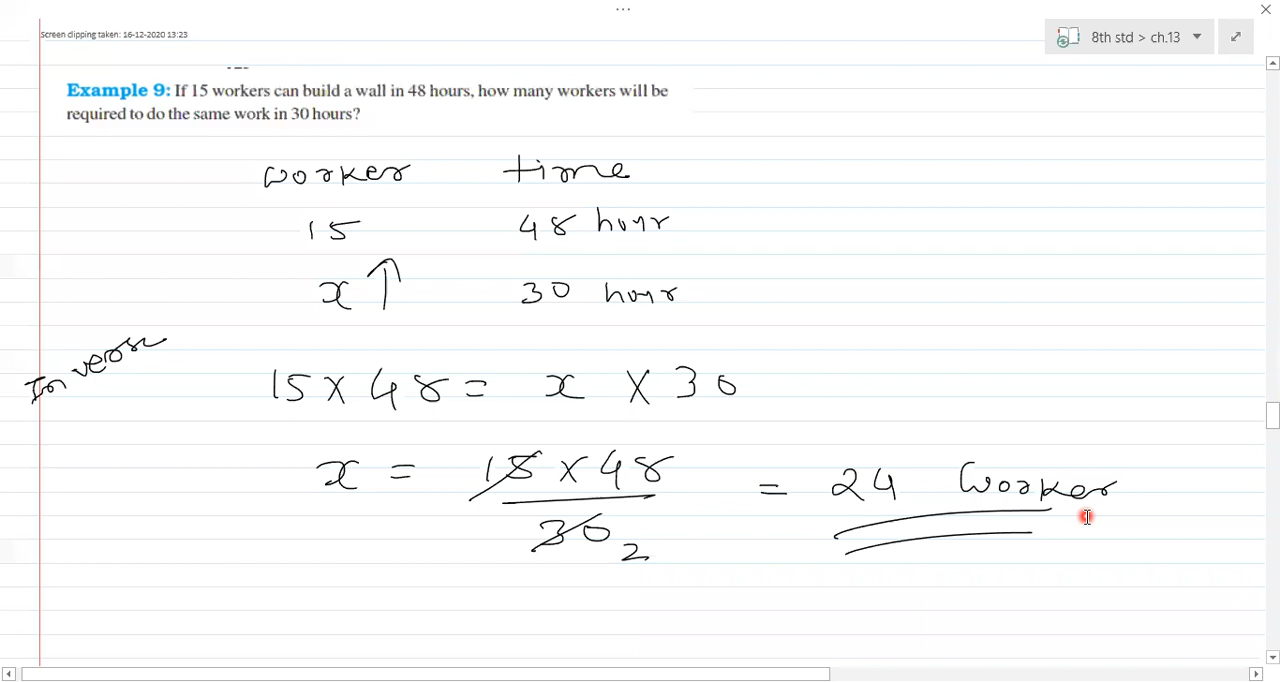 Screen clipping taken: 16-12-2020 13:23
8th std > ch.13
Example 9: If 15 workers can build a wall in 48 hours, how many workers will be
required to do the same work in 30 hours?
worker time
15 48 hour
x ↑ 30 hour
Inverse
15 X 48 = x X 30
x = 15 X 48 = 24 Worker
30 2